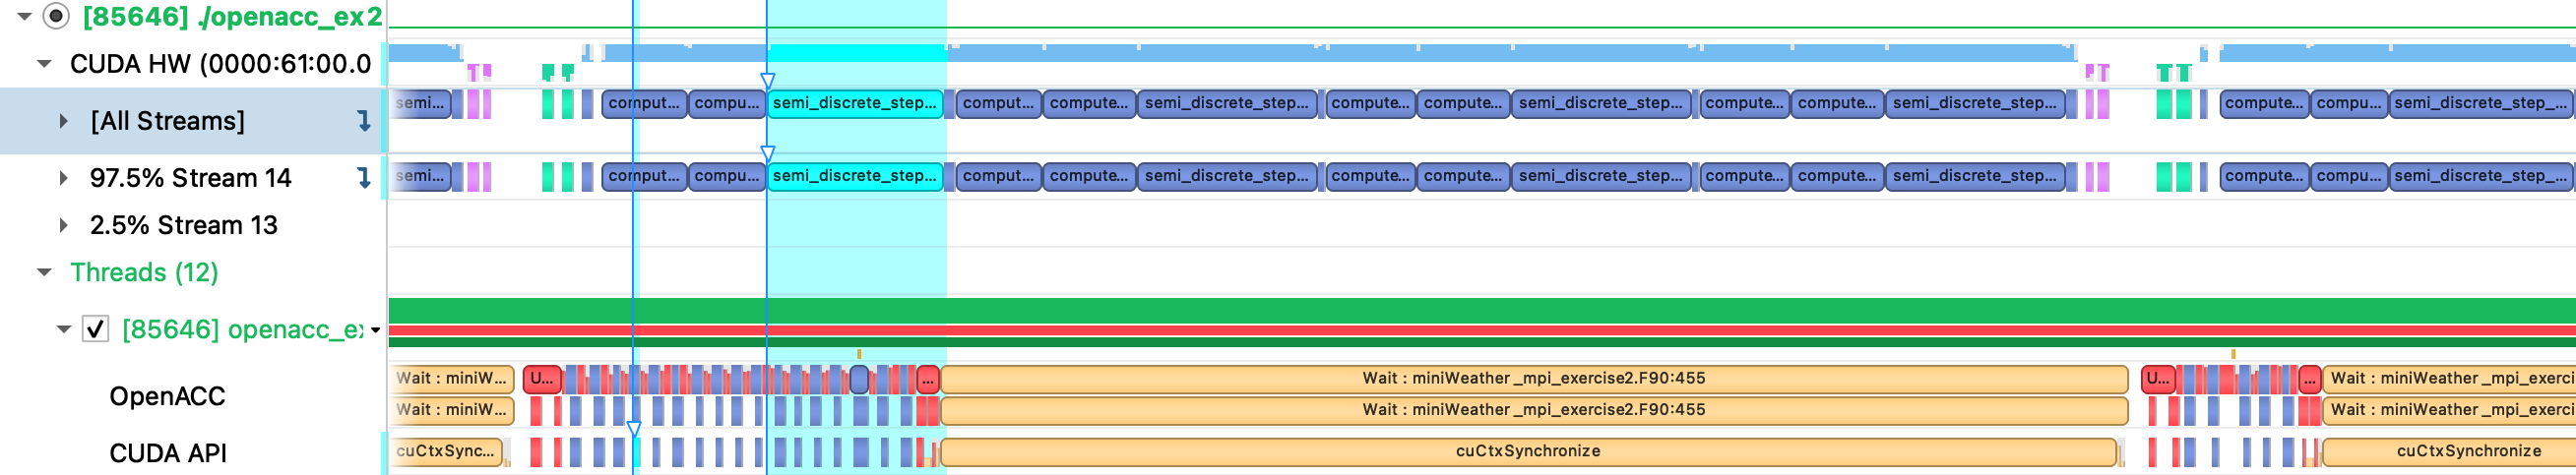 [85646] ./openacc_ex2
CUDA HW (0000:61:00.0
[All Streams]
semi... comput... compu... semi_discrete_step... comput... compute... semi_discrete_step... compute... compute... semi_discrete_step... compute... compute... semi_discrete_step... compute... compu... semi_discrete_step_...
97.5% Stream 14
semi... comput... compu... semi_discrete_step... comput... compute... semi_discrete_step... compute... compute... semi_discrete_step... compute... compute... semi_discrete_step... compute... compu... semi_discrete_step_...
2.5% Stream 13
Threads (12)
[85646] openacc_ex
OpenACC
Wait : miniW... U... ... Wait : miniWeather_mpi_exercise2.F90:455 U... ... Wait : miniWeather_mpi_exerci
Wait : miniW... Wait : miniWeather_mpi_exercise2.F90:455 Wait : miniWeather_mpi_exerci
CUDA API
cuCtxSync... cuCtxSynchronize cuCtxSynchronize